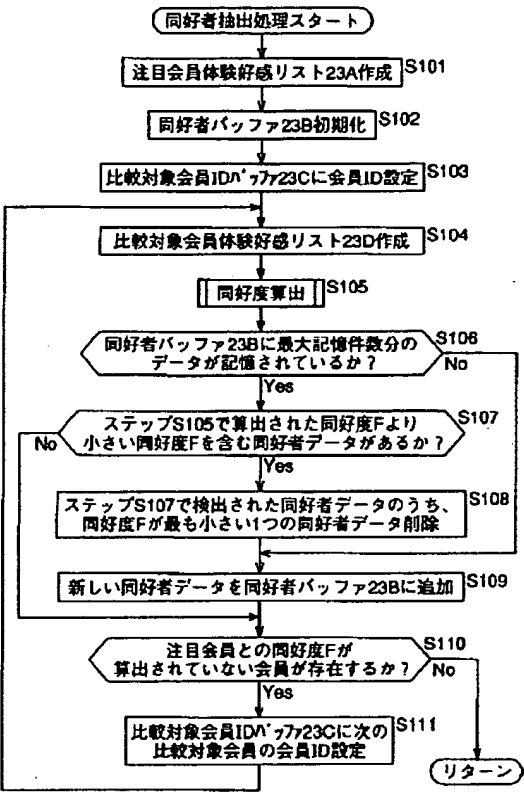 同好者抽出処理スタート
注目会員体験好感リスト23A作成 S101
同好者バッファ23B初期化 S102
比較対象会員IDバッファ23Cに会員ID設定 S103
比較対象会員体験好感リスト23D作成 S104
同好度算出 S105
同好者バッファ23Bに最大記憶件数分の
データが記憶されているか？
S106
No
Yes
ステップS105で算出された同好度Fより
小さい同好度Fを含む同好者データがあるか？
S107
No
Yes
ステップS107で検出された同好者データのうち、
同好度Fが最も小さい1つの同好者データ削除
S108
新しい同好者データを同好者バッファ23Bに追加 S109
注目会員との同好度Fが
算出されていない会員が存在するか？
S110
No
Yes
比較対象会員IDバッファ23Cに次の
比較対象会員の会員ID設定
S111
リターン